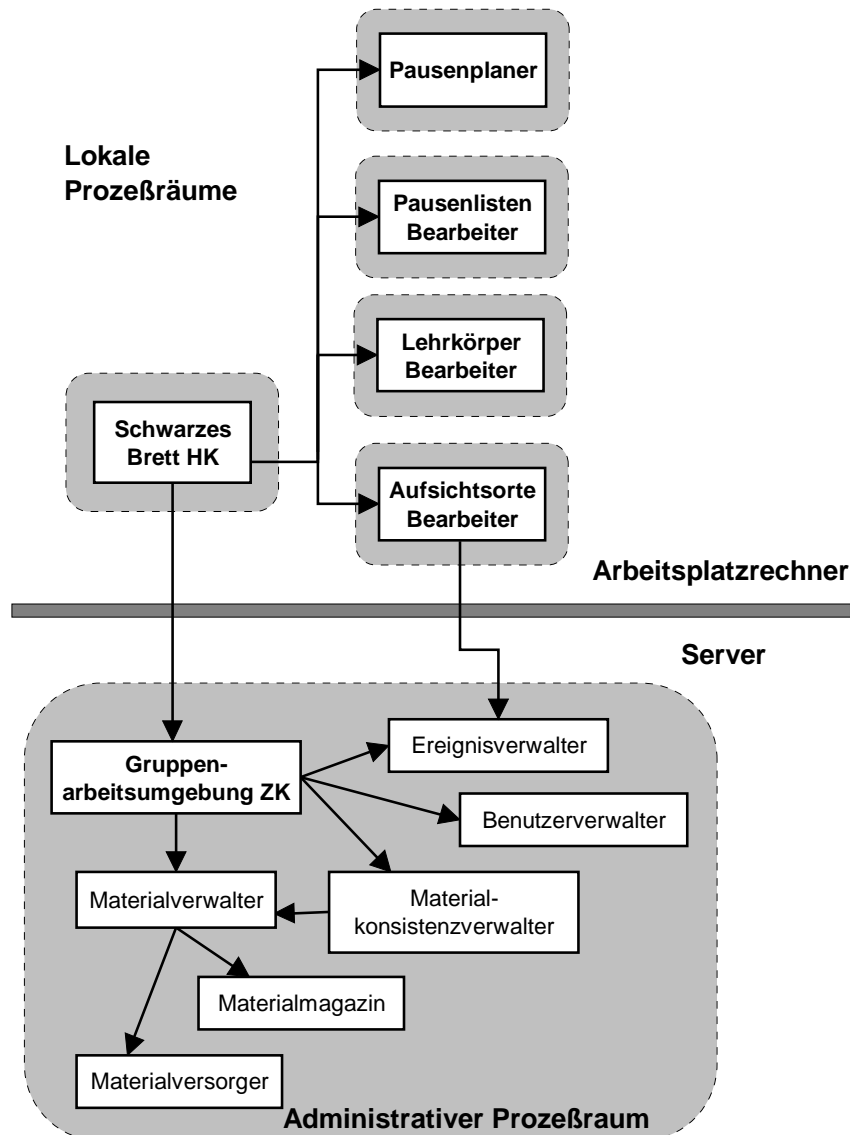 Pausenplaner
Lokale
Prozeßräume
Pausenlisten
Bearbeiter
Lehrkörper
Bearbeiter
Schwarzes
Brett HK
Aufsichtsorte
Bearbeiter
Arbeitsplatzrechner
Server
Ereignisverwalter
Gruppen-
arbeitsumgebung ZK
Benutzerverwalter
Materialverwalter
Material-
konsistenzverwalter
Materialmagazin
Materialversorger
Administrativer Prozeßraum